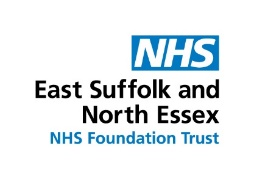 NHS
East Suffolk and
North Essex
NHS Foundation Trust